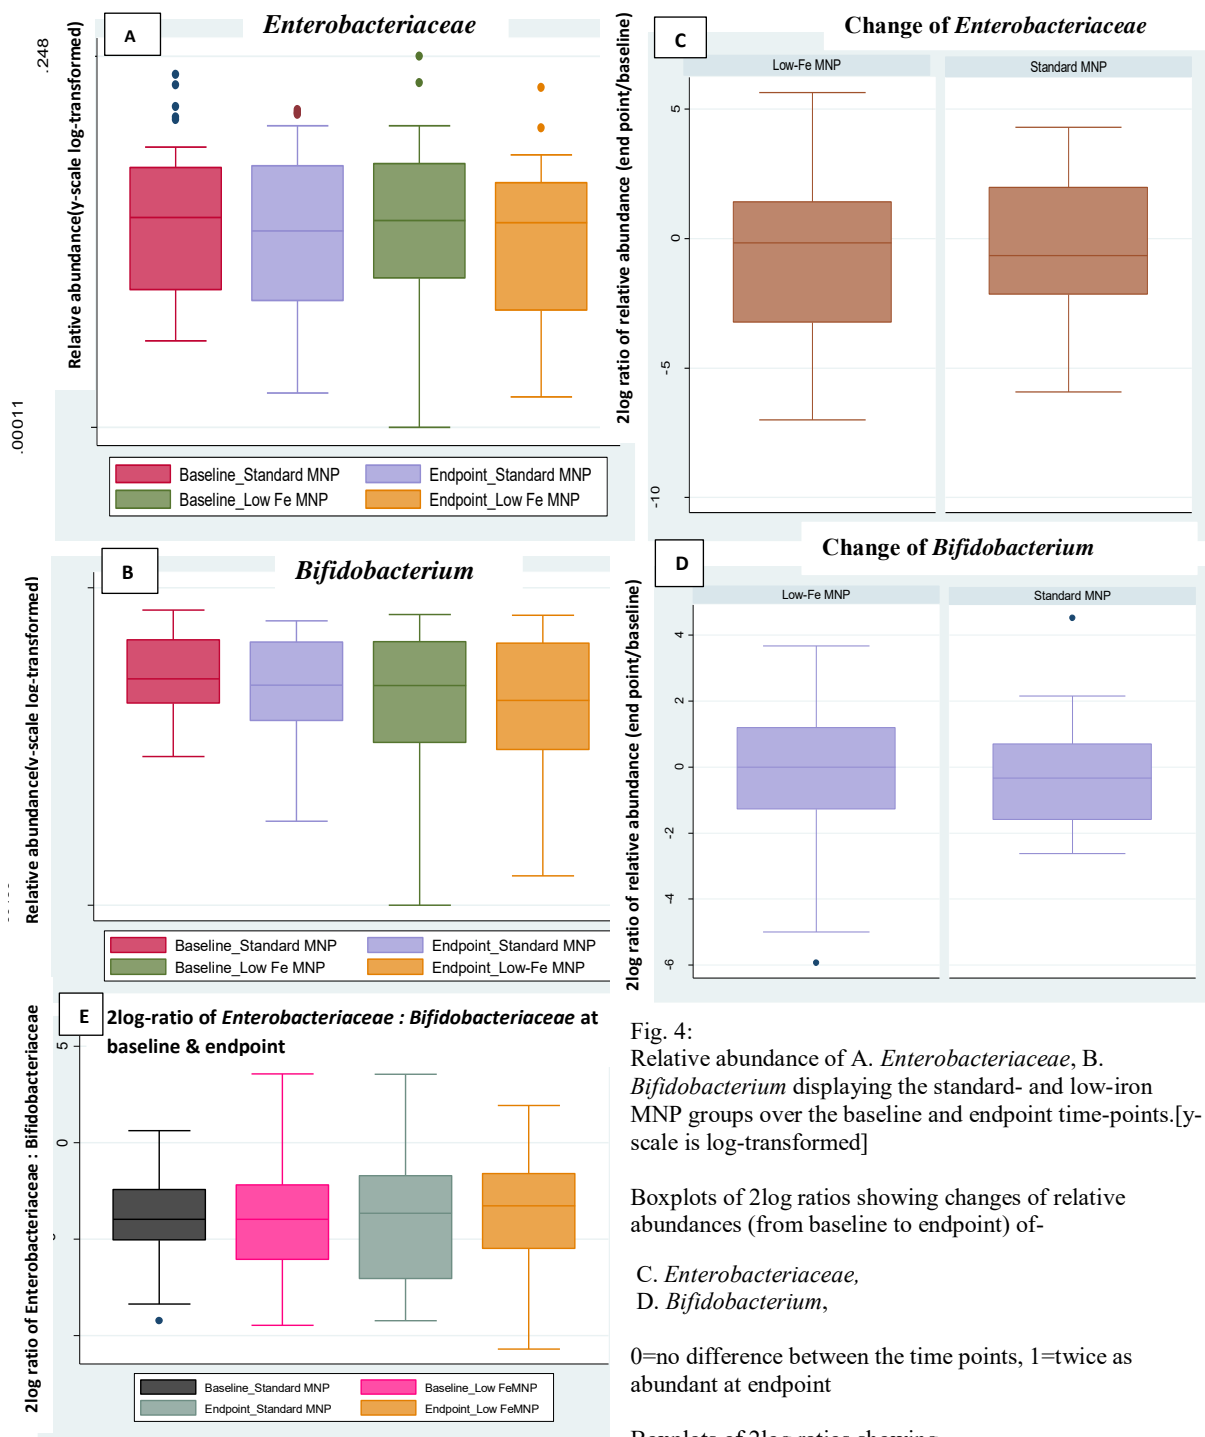 A
Enterobacteriaceae
Relative abundance(y-scale log-transformed)
.248
.00011
Baseline_Standard MNP
Endpoint_Standard MNP
Baseline_Low Fe MNP
Endpoint_Low Fe MNP
C
Change of Enterobacteriaceae
Low-Fe MNP
Standard MNP
2log ratio of relative abundance (end point/baseline)
5
0
-5
-10
B
Bifidobacterium
Relative abundance(y-scale log-transformed)
Baseline_Standard MNP
Endpoint_Standard MNP
Baseline_Low Fe MNP
Endpoint_Low-Fe MNP
D
Change of Bifidobacterium
Low-Fe MNP
Standard MNP
2log ratio of relative abundance (end point/baseline)
4
2
0
-2
-4
-6
E
2log-ratio of Enterobacteriaceae : Bifidobacteriaceae at
baseline & endpoint
2log ratio of Enterobacteriaceae : Bifidobacteriaceae
5
0
Baseline_Standard MNP
Baseline_Low FeMNP
Endpoint_Standard MNP
Endpoint_Low FeMNP
Fig. 4:
Relative abundance of A. Enterobacteriaceae, B.
Bifidobacterium displaying the standard- and low-iron
MNP groups over the baseline and endpoint time-points.[y-
scale is log-transformed]
Boxplots of 2log ratios showing changes of relative
abundances (from baseline to endpoint) of-
C. Enterobacteriaceae,
D. Bifidobacterium,
0=no difference between the time points, 1=twice as
abundant at endpoint
Boxplots of 2log ratios showing